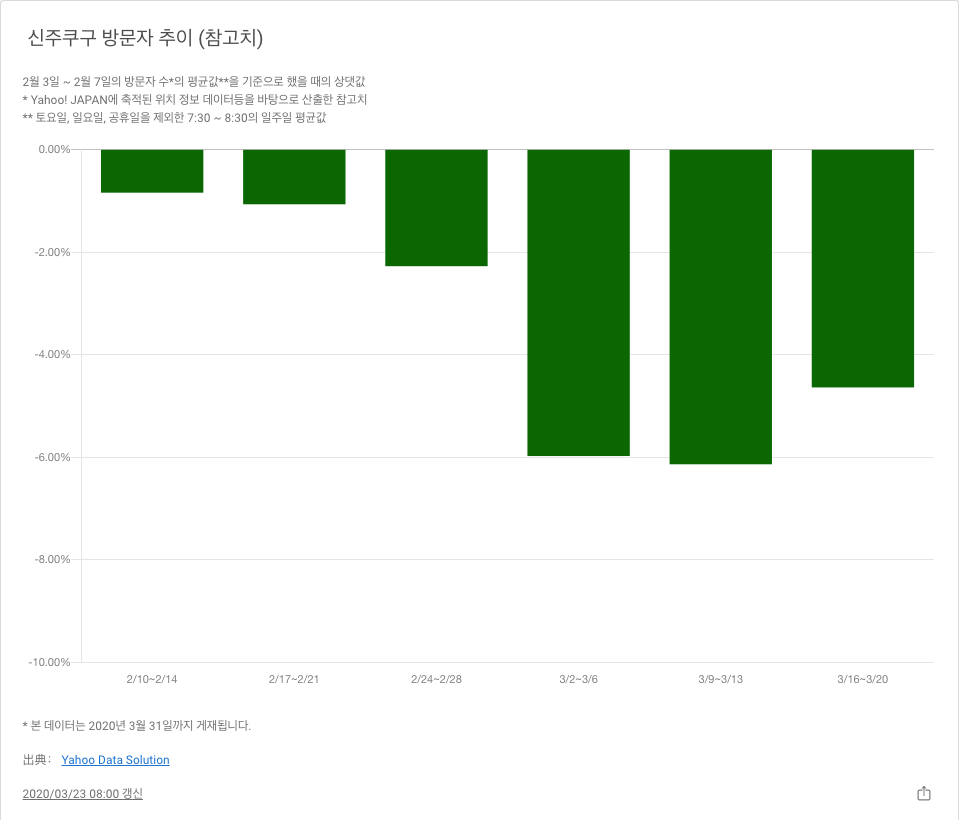 신주쿠구 방문자 추이 (참고치)
2월 3일 ~ 2월 7일의 방문자 수*의 평균값**을 기준으로 했을 때의 상댓값
* Yahoo! JAPAN에 축적된 위치 정보 데이터등을 바탕으로 산출한 참고치
** 토요일, 일요일, 공휴일을 제외한 7:30 ~ 8:30의 일주일 평균값
0.00%
-2.00%
-4.00%
-6.00%
-8.00%
-10.00%
2/10~2/14 2/17~2/21 2/24~2/28 3/2~3/6 3/9~3/13 3/16~3/20
* 본 데이터는 2020년 3월 31일까지 게재됩니다.
出典： Yahoo Data Solution
2020/03/23 08:00 갱신